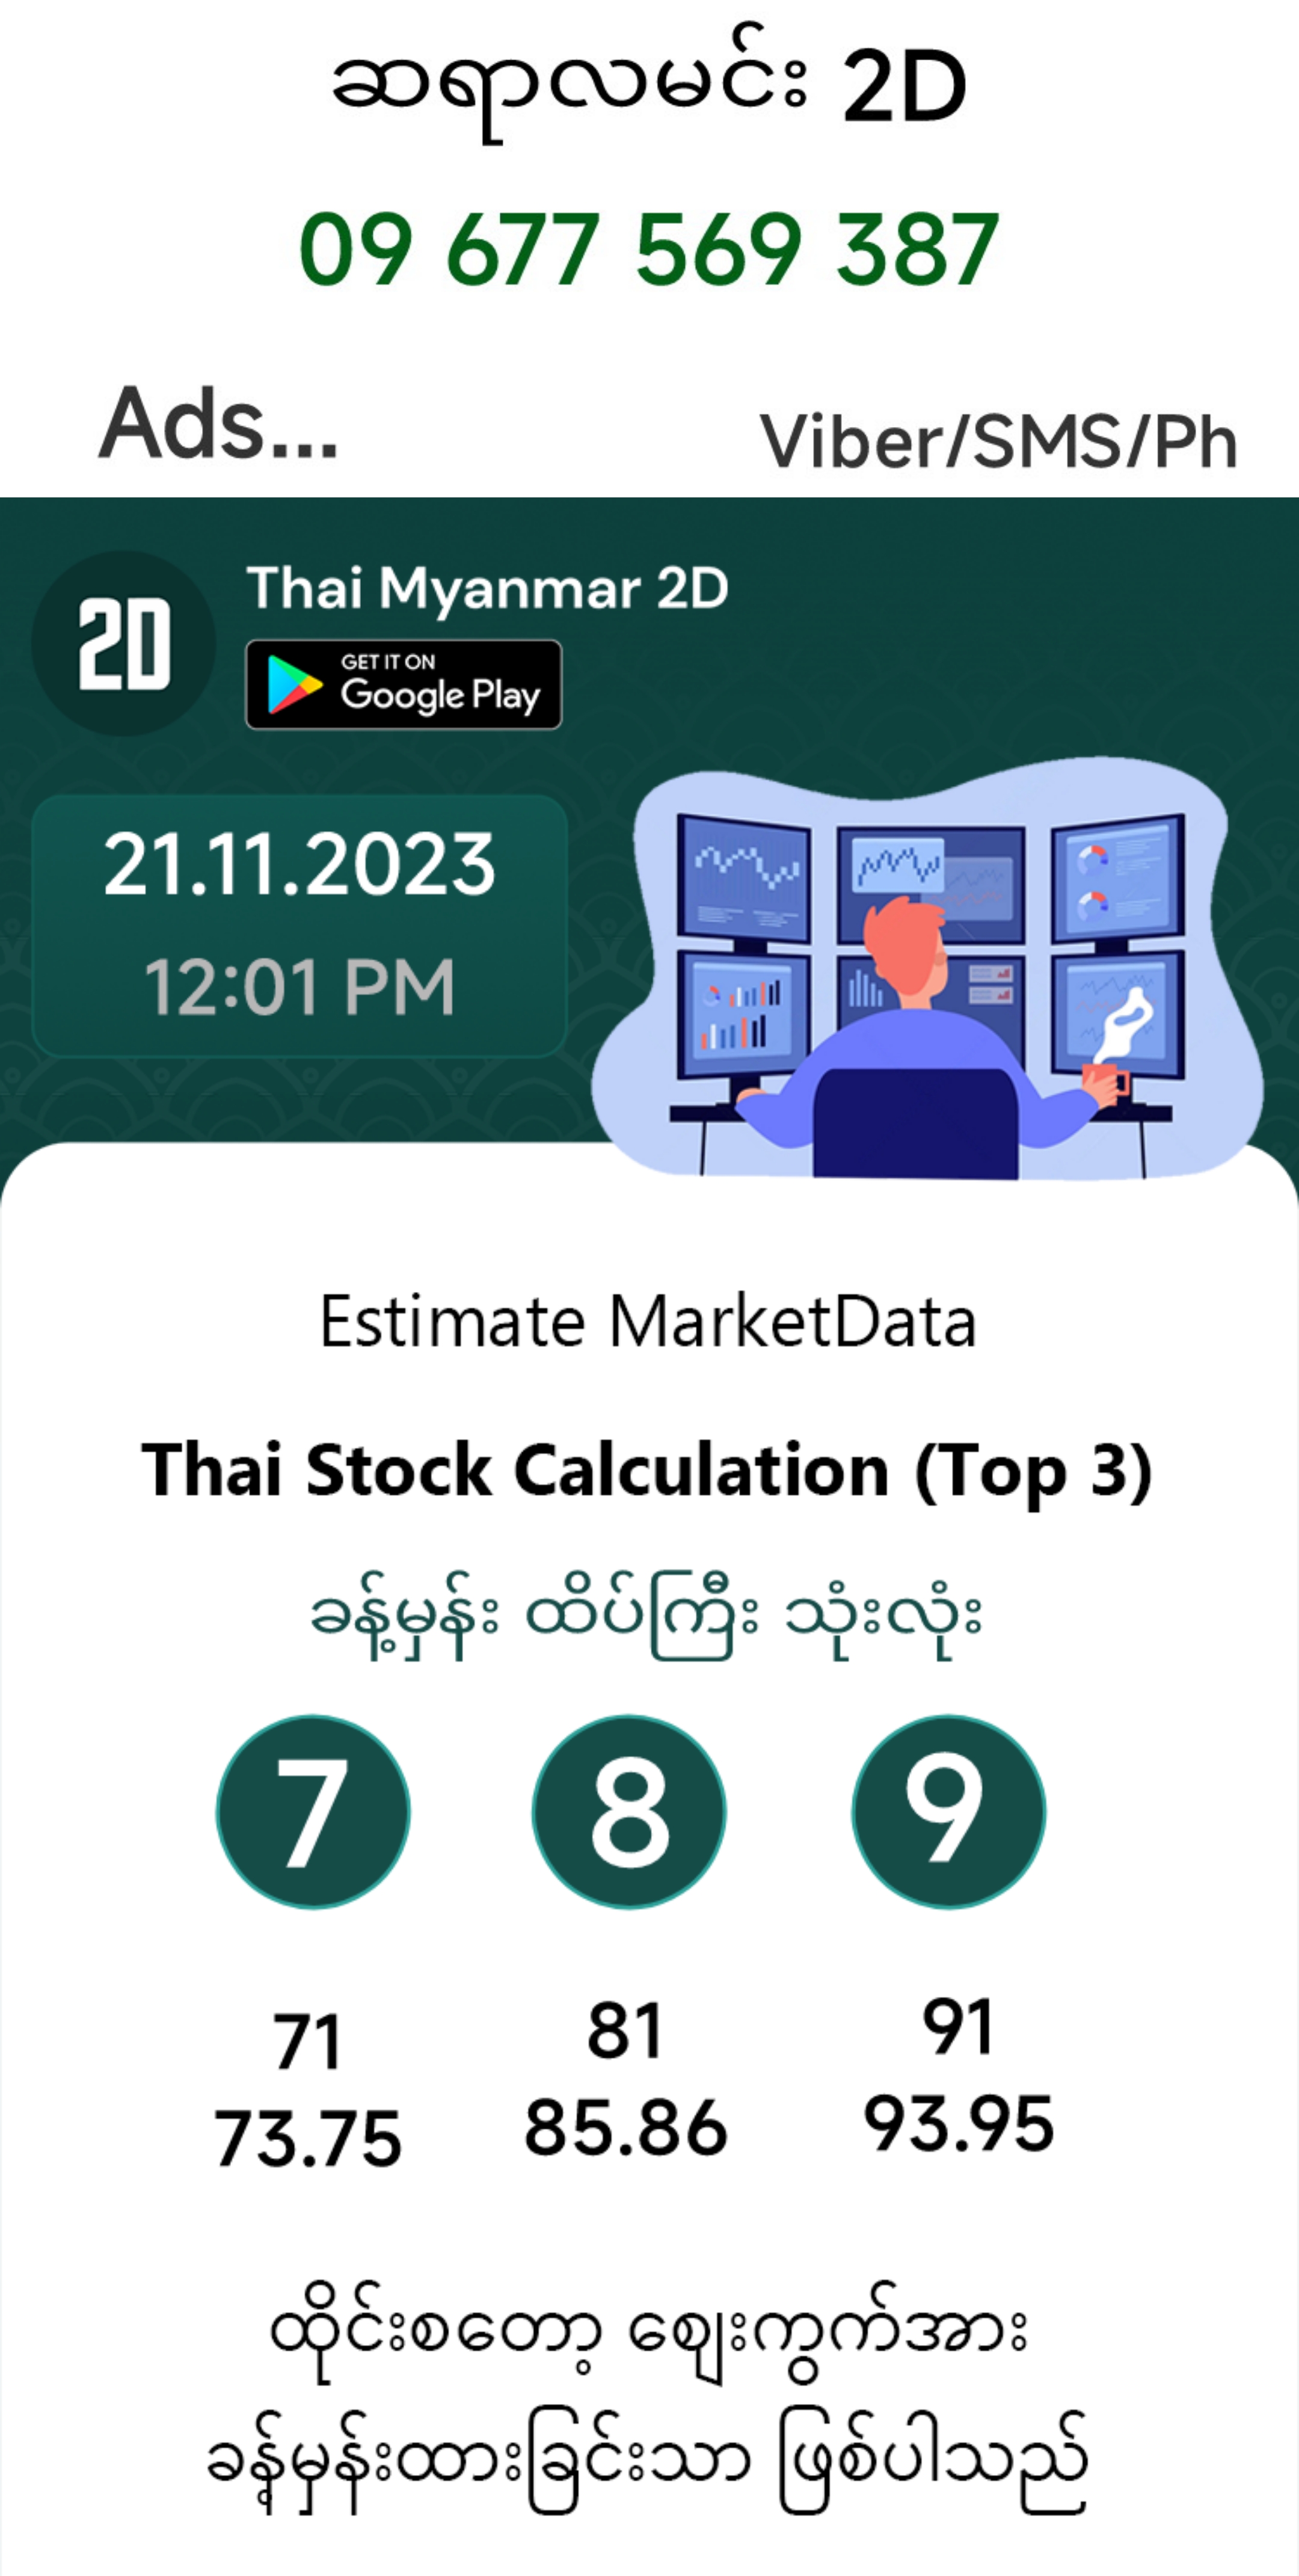 ဆရာလမင်း 2D
09 677 569 387
Ads...
Viber/SMS/Ph
2D
Thai Myanmar 2D
GET IT ON
Google Play
21.11.2023
12:01 PM
Estimate MarketData
Thai Stock Calculation (Top 3)
ခန့်မှန်း ထိပ်ကြီး သုံးလုံး
7 8 9
71 81 91
73.75 85.86 93.95
ထိုင်းစတော့ ဈေးကွက်အား
ခန့်မှန်းထားခြင်းသာ ဖြစ်ပါသည်